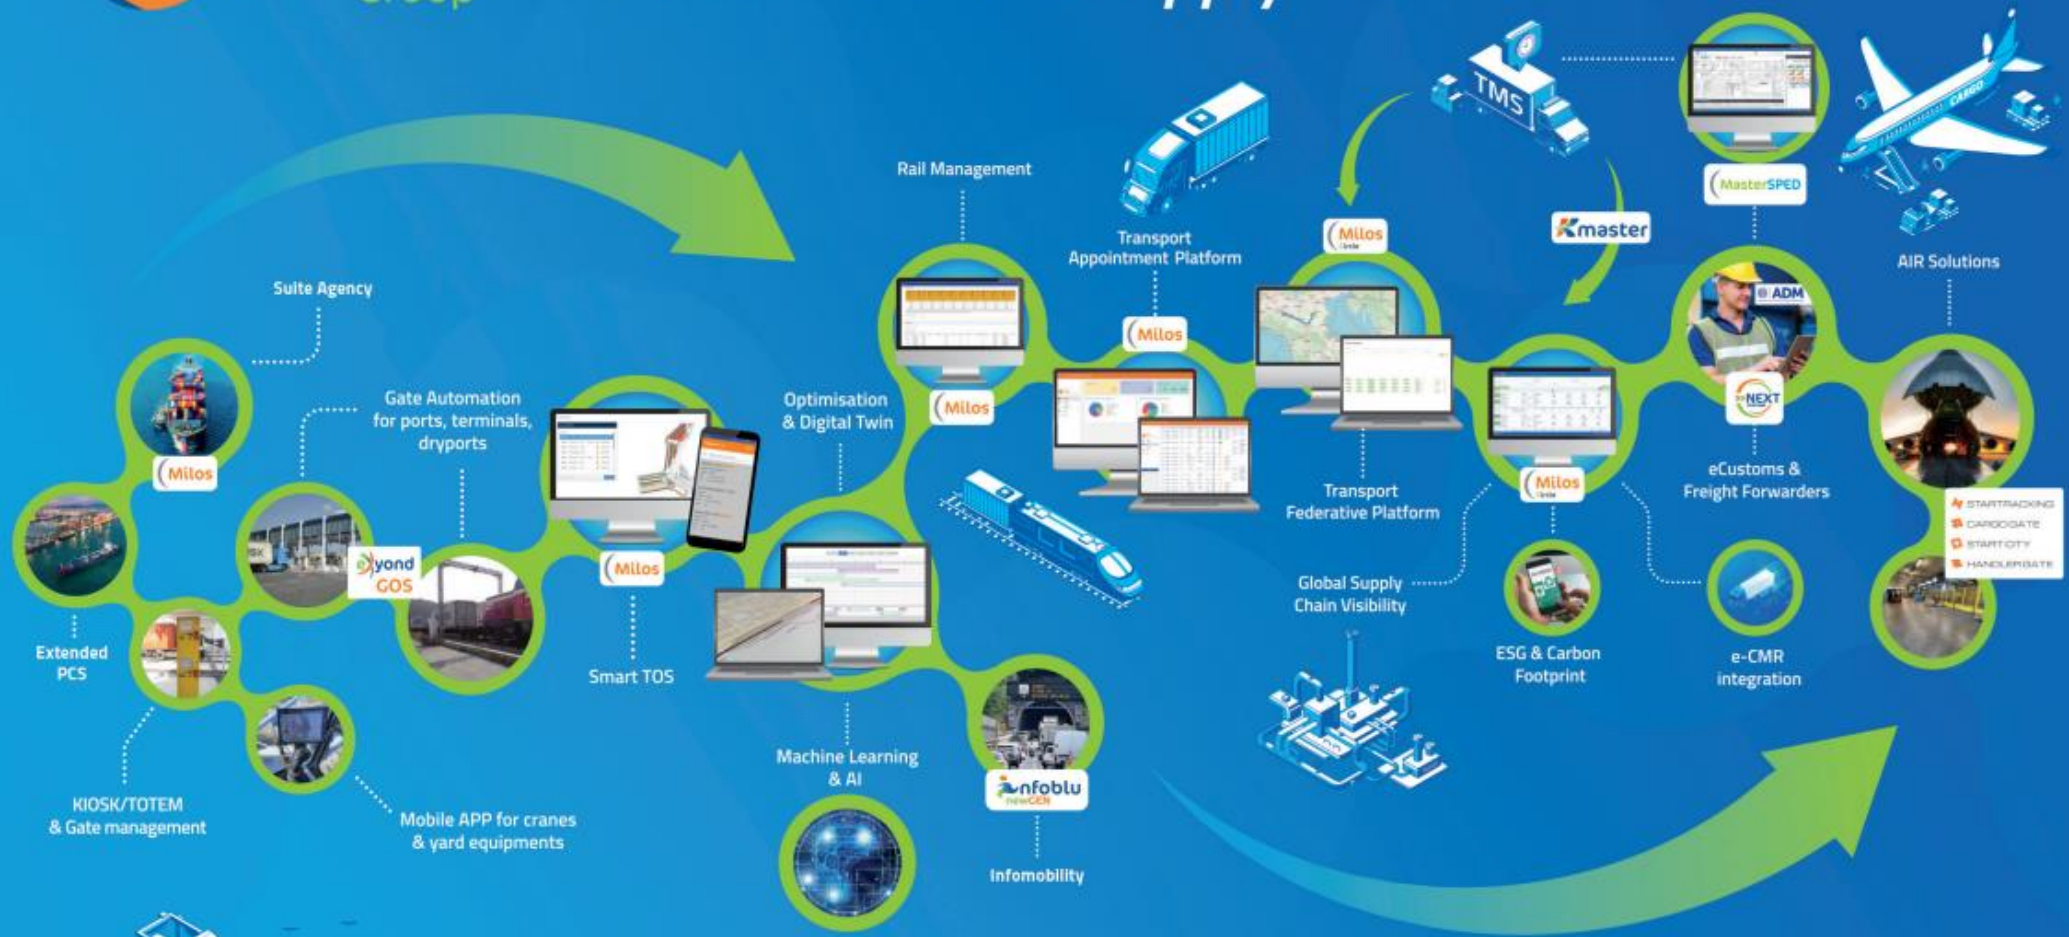 Group
TMS
CARGO
MasterSPED
Rail Management
Milos
Kmaster
Transport
Appointment Platform
AIR Solutions
ADM
Suite Agency
Milos
Milos
NEXT
Gate Automation
for ports, terminals,
dryports
Optimisation
& Digital Twin
Milos
eCustoms &
Freight Forwarders
Milos
Transport
Federative Platform
Milos
STARTRACKING
CARGOGATE
STARTCITY
HANDLERGATE
eyond
GOS
Milos
Global Supply
Chain Visibility
Extended
PCS
Smart TOS
ESG & Carbon
Footprint
e-CMR
integration
Machine Learning
& AI
infoblu
newGEN
KIOSK/TOTEM
& Gate management
Mobile APP for cranes
& yard equipments
Infomobility